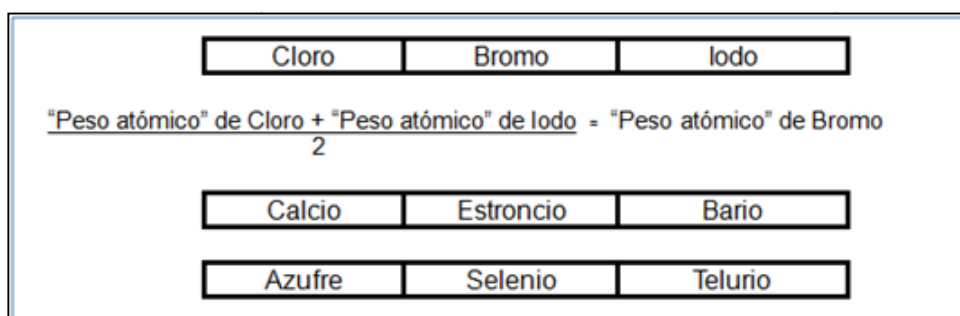 Cloro Bromo Iodo
“Peso atómico” de Cloro + “Peso atómico” de Iodo = “Peso atómico” de Bromo
2
Calcio Estroncio Bario
Azufre Selenio Telurio